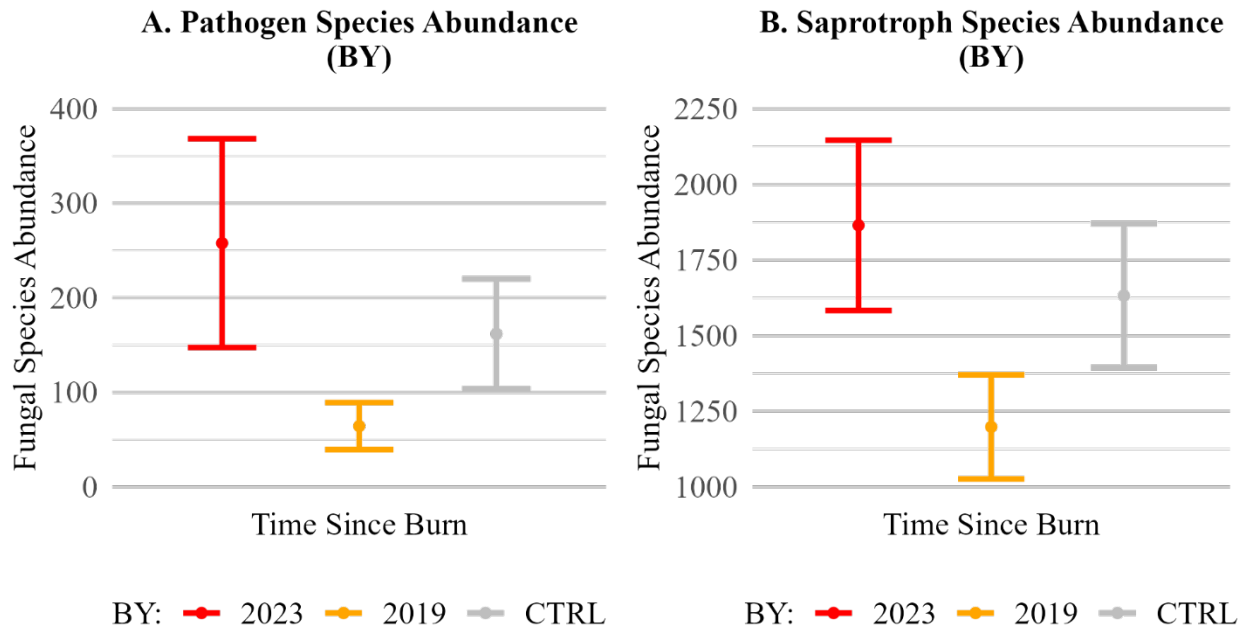 A. Pathogen Species Abundance
(BY)
Fungal Species Abundance
400
300
200
100
0
Time Since Burn
BY: 2023 2019 CTRL
B. Saprotroph Species Abundance
(BY)
Fungal Species Abundance
2250
2000
1750
1500
1250
1000
Time Since Burn
BY: 2023 2019 CTRL